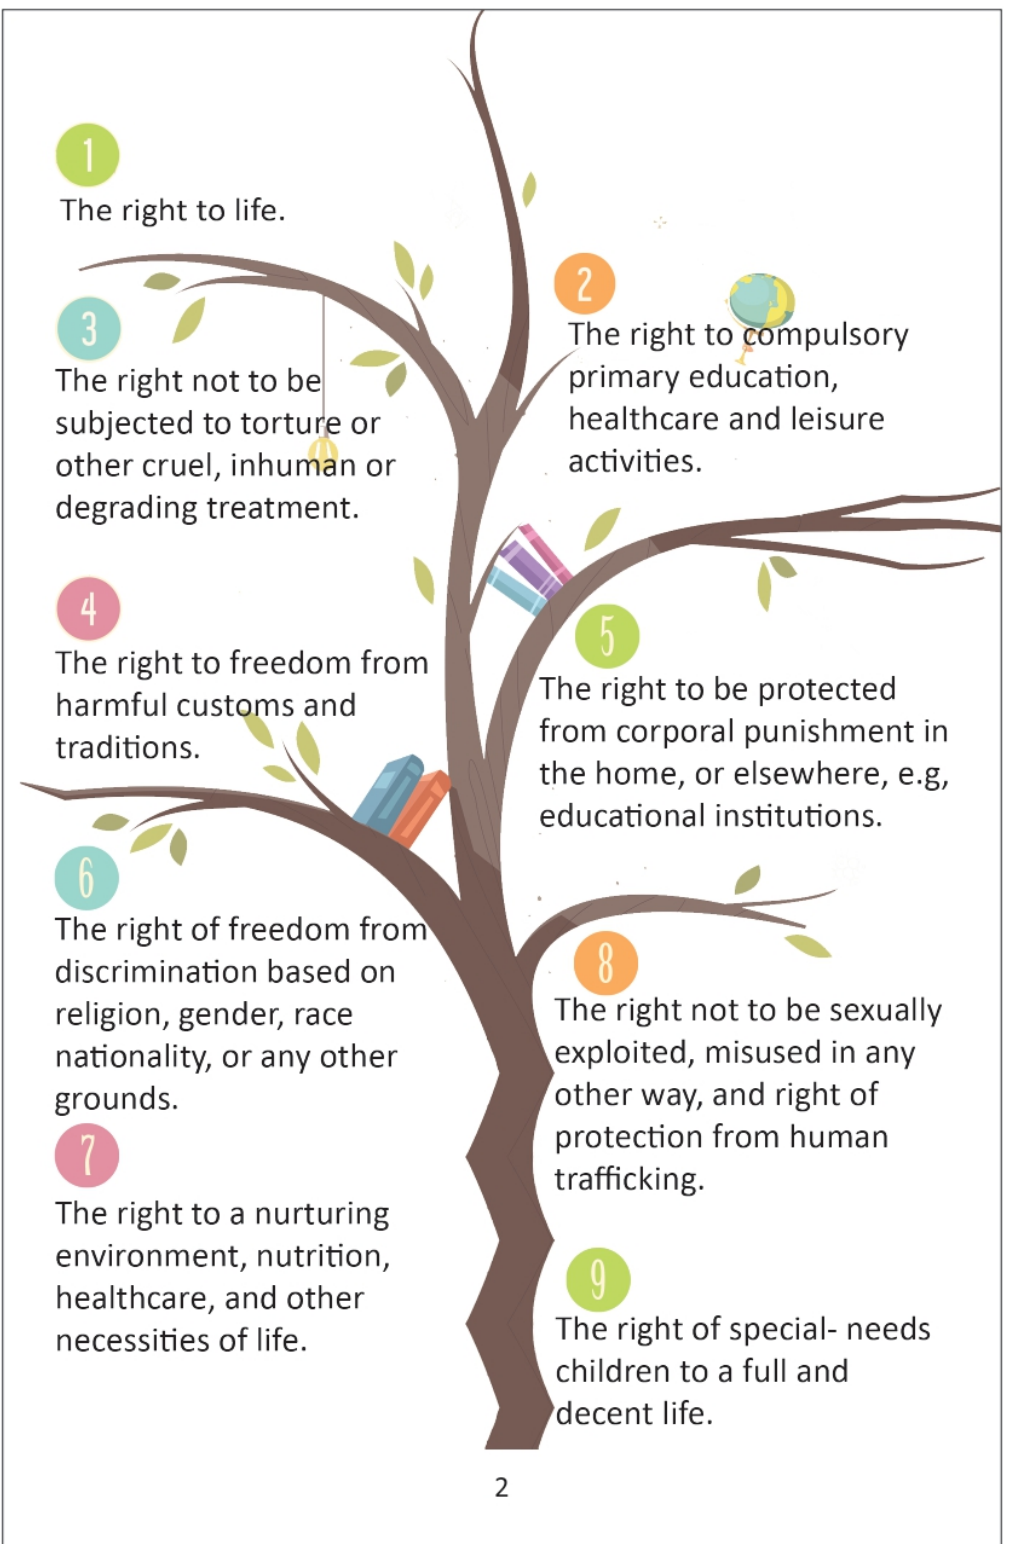 1
The right to life.
2
The right to compulsory
primary education,
healthcare and leisure
activities.
3
The right not to be
subjected to torture or
other cruel, inhuman or
degrading treatment.
4
The right to freedom from
harmful customs and
traditions.
5
The right to be protected
from corporal punishment in
the home, or elsewhere, e.g,
educational institutions.
6
The right of freedom from
discrimination based on
religion, gender, race
nationality, or any other
grounds.
7
The right to a nurturing
environment, nutrition,
healthcare, and other
necessities of life.
8
The right not to be sexually
exploited, misused in any
other way, and right of
protection from human
trafficking.
9
The right of special- needs
children to a full and
decent life.
2